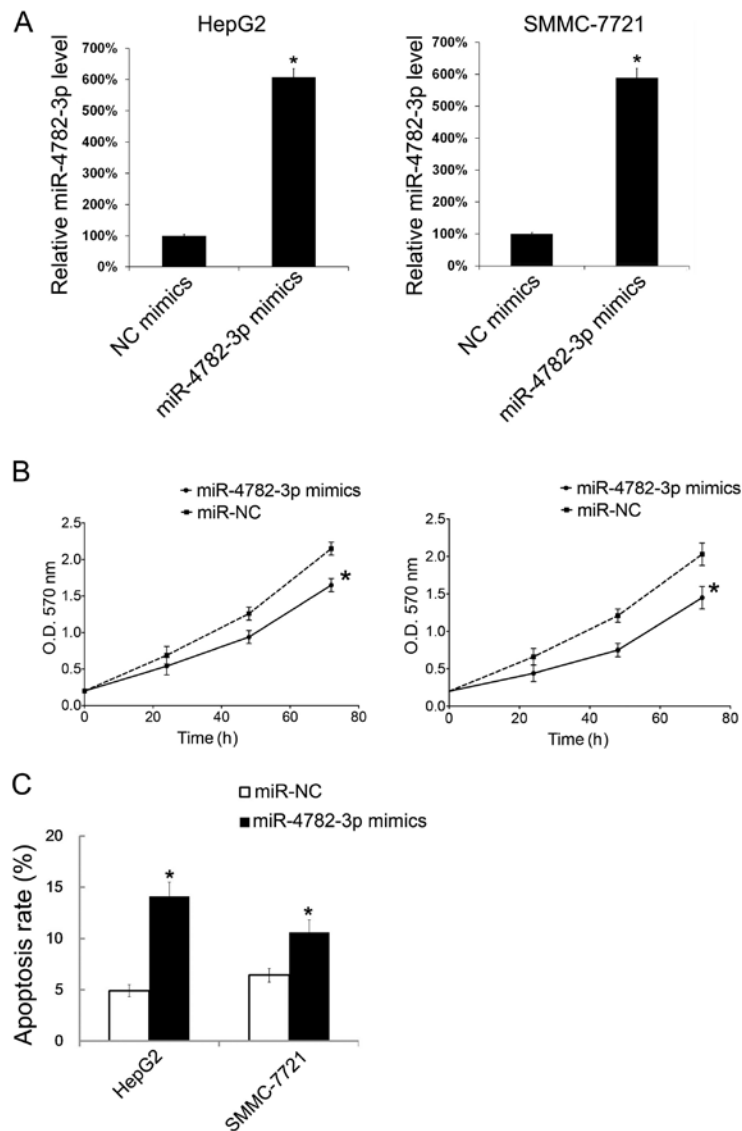 A
HepG2
SMMC-7721
Relative miR-4782-3p level
700%
600%
500%
400%
300%
200%
100%
0%
*
NC mimics
miR-4782-3p mimics
Relative miR-4782-3p level
700%
600%
500%
400%
300%
200%
100%
0%
*
NC mimics
miR-4782-3p mimics
B
miR-4782-3p mimics
miR-NC
O.D. 570 nm
2.5
2.0
1.5
1.0
0.5
0.0
*
0 20 40 60 80
Time (h)
miR-4782-3p mimics
miR-NC
O.D. 570 nm
2.5
2.0
1.5
1.0
0.5
0.0
*
0 20 40 60 80
Time (h)
C
miR-NC
miR-4782-3p mimics
Apoptosis rate (%)
20
15
10
5
0
*
*
HepG2
SMMC-7721